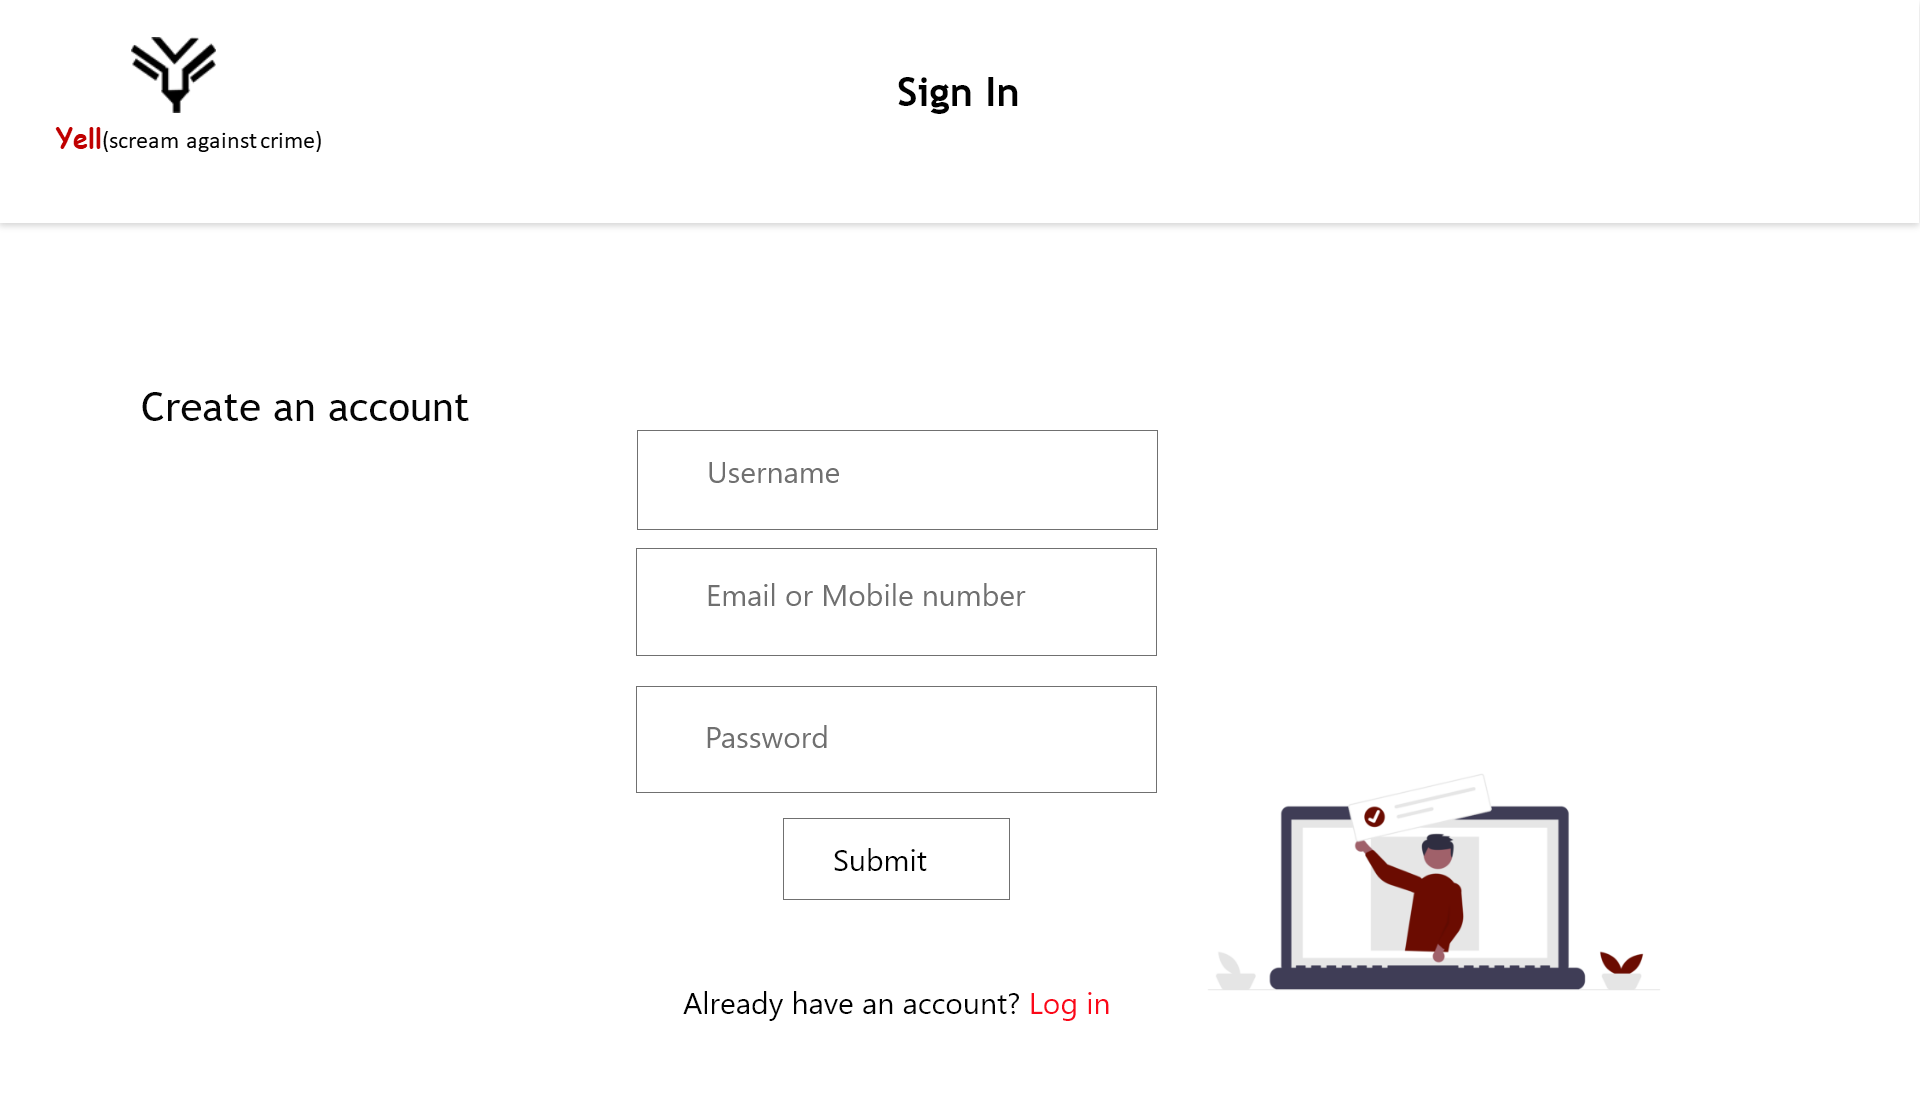 Sign In
Yell(scream against crime)
Create an account
Username
Email or Mobile number
Password
Submit
Already have an account? Log in